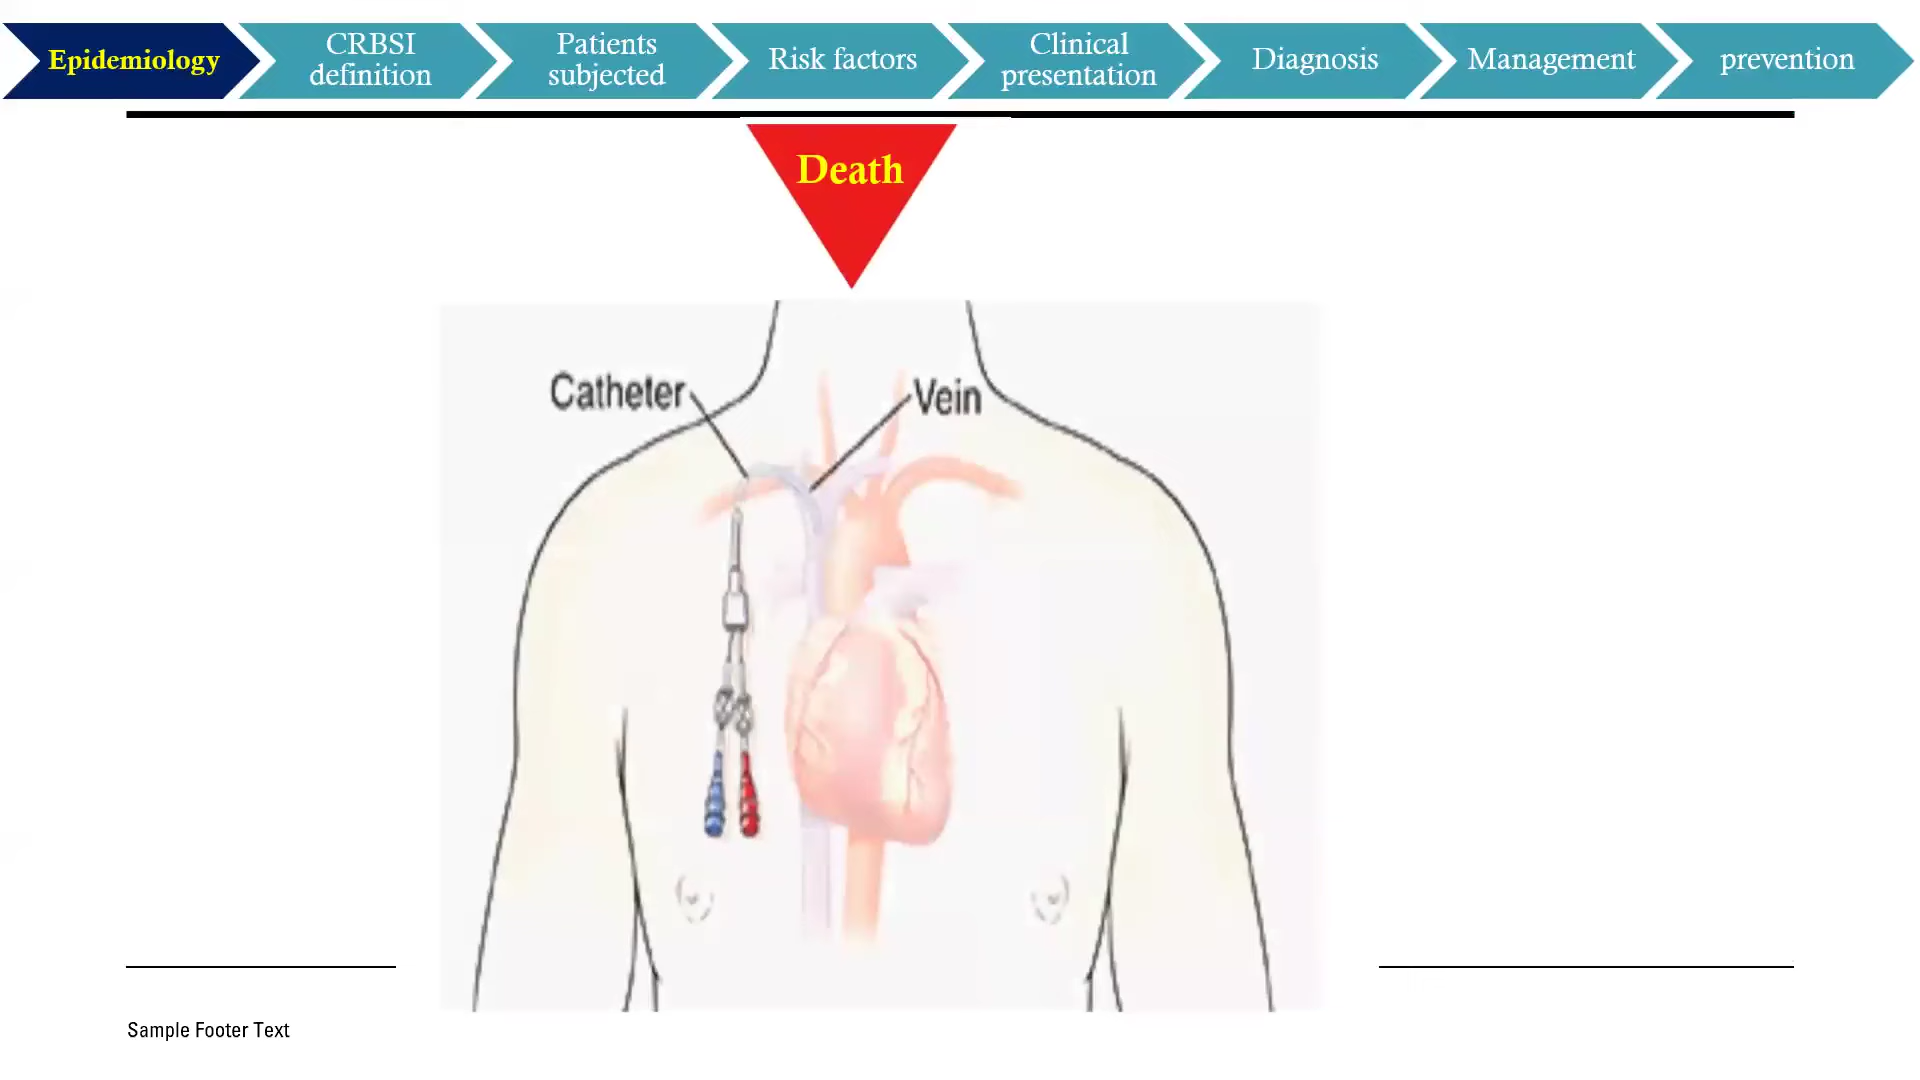 Epidemiology
CRBSI
definition
Patients
subjected
Risk factors
Clinical
presentation
Diagnosis
Management
prevention
Death
Catheter
Vein
Sample Footer Text